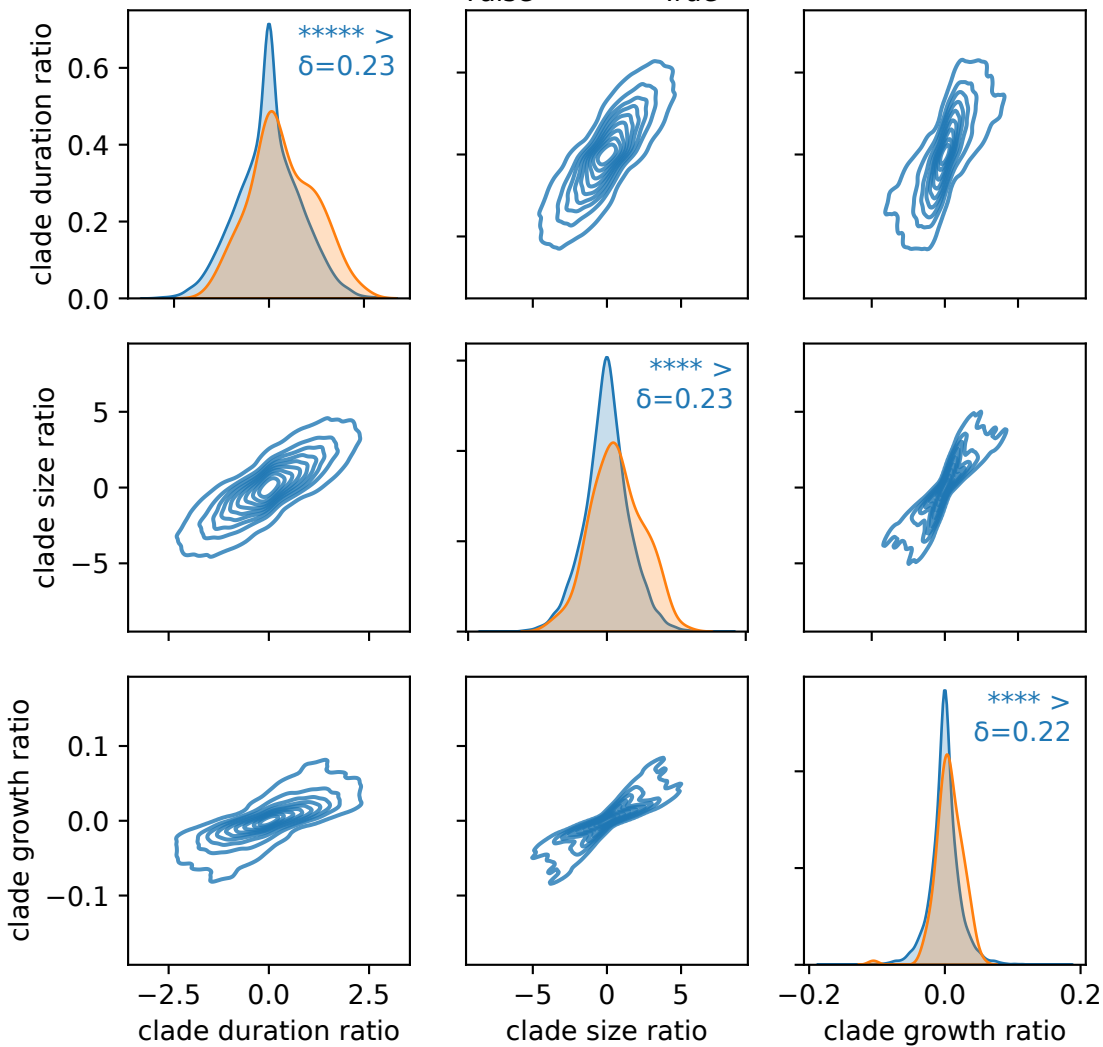 ***** >
δ=0.23
clade duration ratio
0.6
0.4
0.2
0.0
**** >
δ=0.23
clade size ratio
5
0
−5
**** >
δ=0.22
clade growth ratio
0.1
0.0
−0.1
−2.5 0.0 2.5
−5 0 5
−0.2 0.0 0.2
clade duration ratio
clade size ratio
clade growth ratio